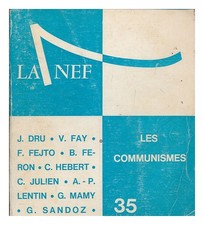 LA NEF
J. DRU • V. FAY •
F. FEJTO • B. FE-
RON • C. HEBERT •
C. JULIEN • A.-P.
LENTIN • G. MAMY
• G. SANDOZ •
LES
COMMUNISMES
35